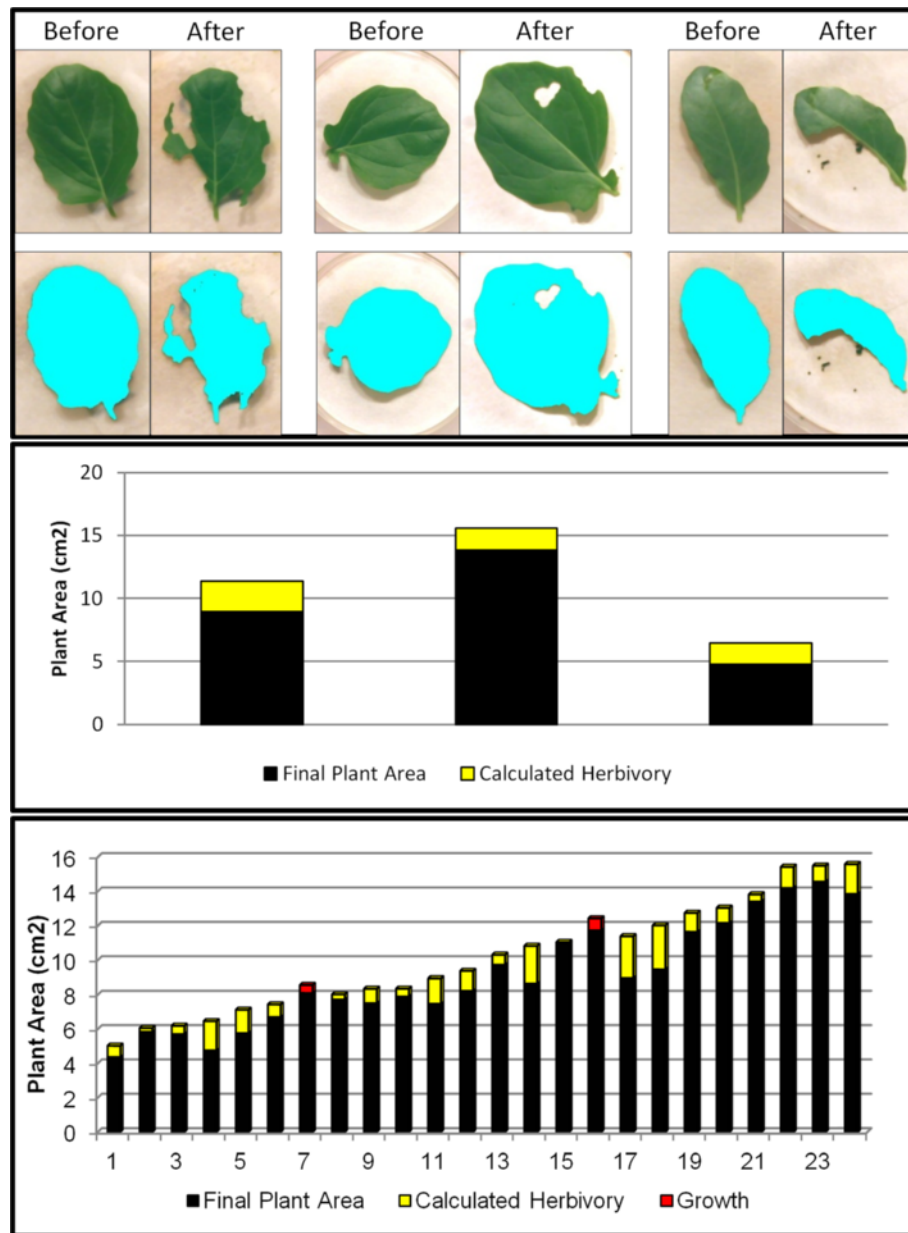 Before After Before After Before After
20
15
10
5
0
Plant Area (cm2)
Final Plant Area Calculated Herbivory
16
14
12
10
8
6
4
2
0
Plant Area (cm2)
1 3 5 7 9 11 13 15 17 19 21 23
Final Plant Area Calculated Herbivory Growth